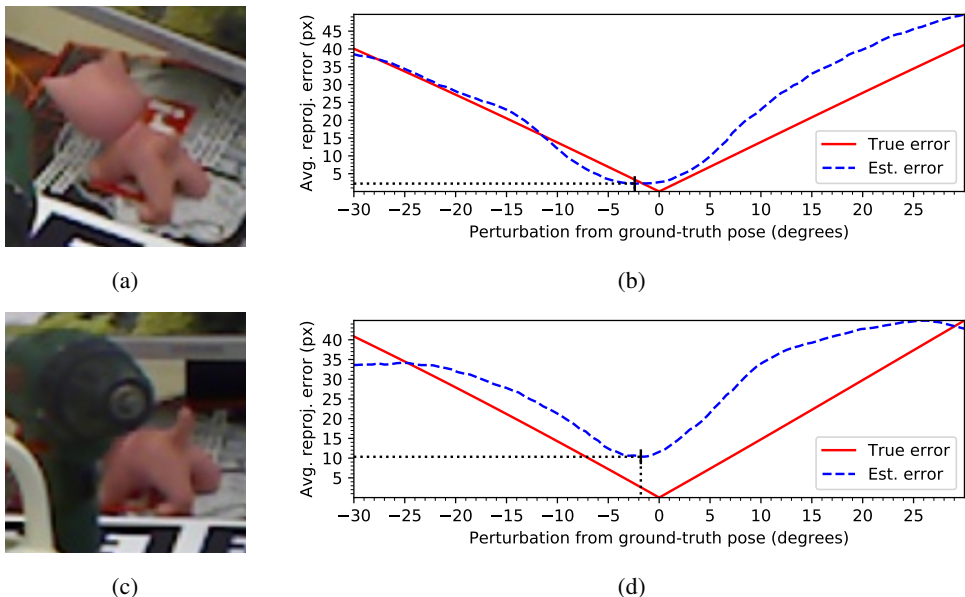 Avg. reproj. error (px)
45
40
35
30
25
20
15
10
5
True error
Est. error
−30 −25 −20 −15 −10 −5 0 5 10 15 20 25
Perturbation from ground-truth pose (degrees)
(a)
(b)
Avg. reproj. error (px)
40
35
30
25
20
15
10
5
True error
Est. error
−30 −25 −20 −15 −10 −5 0 5 10 15 20 25
Perturbation from ground-truth pose (degrees)
(c)
(d)